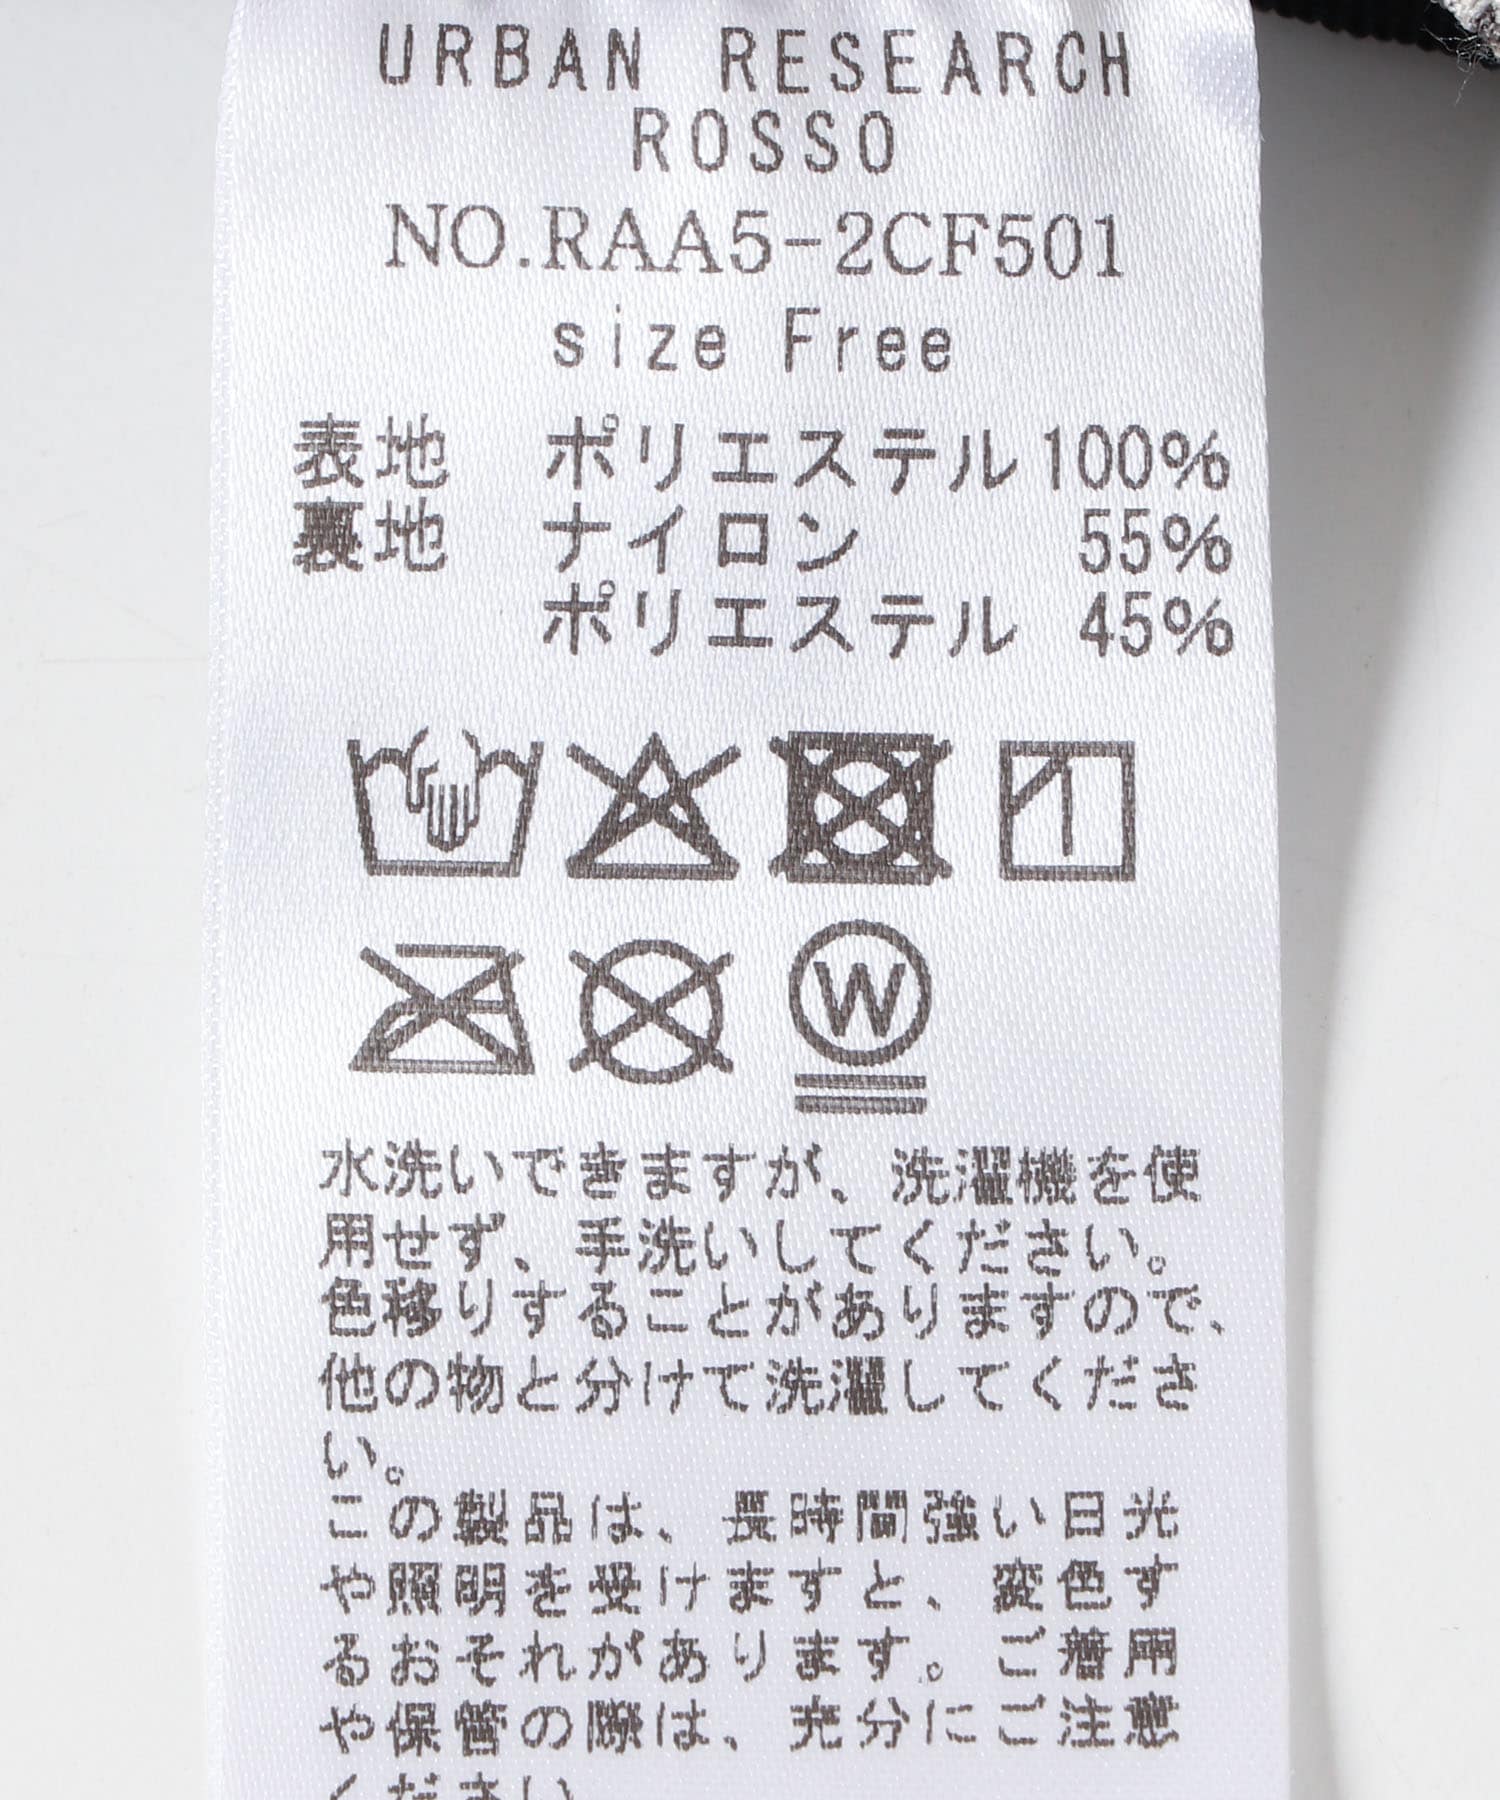 URBAN RESEARCH
ROSSO
NO.RAA5-2CF501
size Free
表地 ポリエステル100%
裏地 ナイロン 55%
ポリエステル 45%
W
水洗いできますが、洗濯機を使
用せず、手洗いしてください。
色移りすることがありますので、
他の物と分けて洗濯してくださ
い。
この製品は、長時間強い日光
や照明を受けますと、変色す
るおそれがあります。ご着用
や保管の際は、充分にご注意
ください